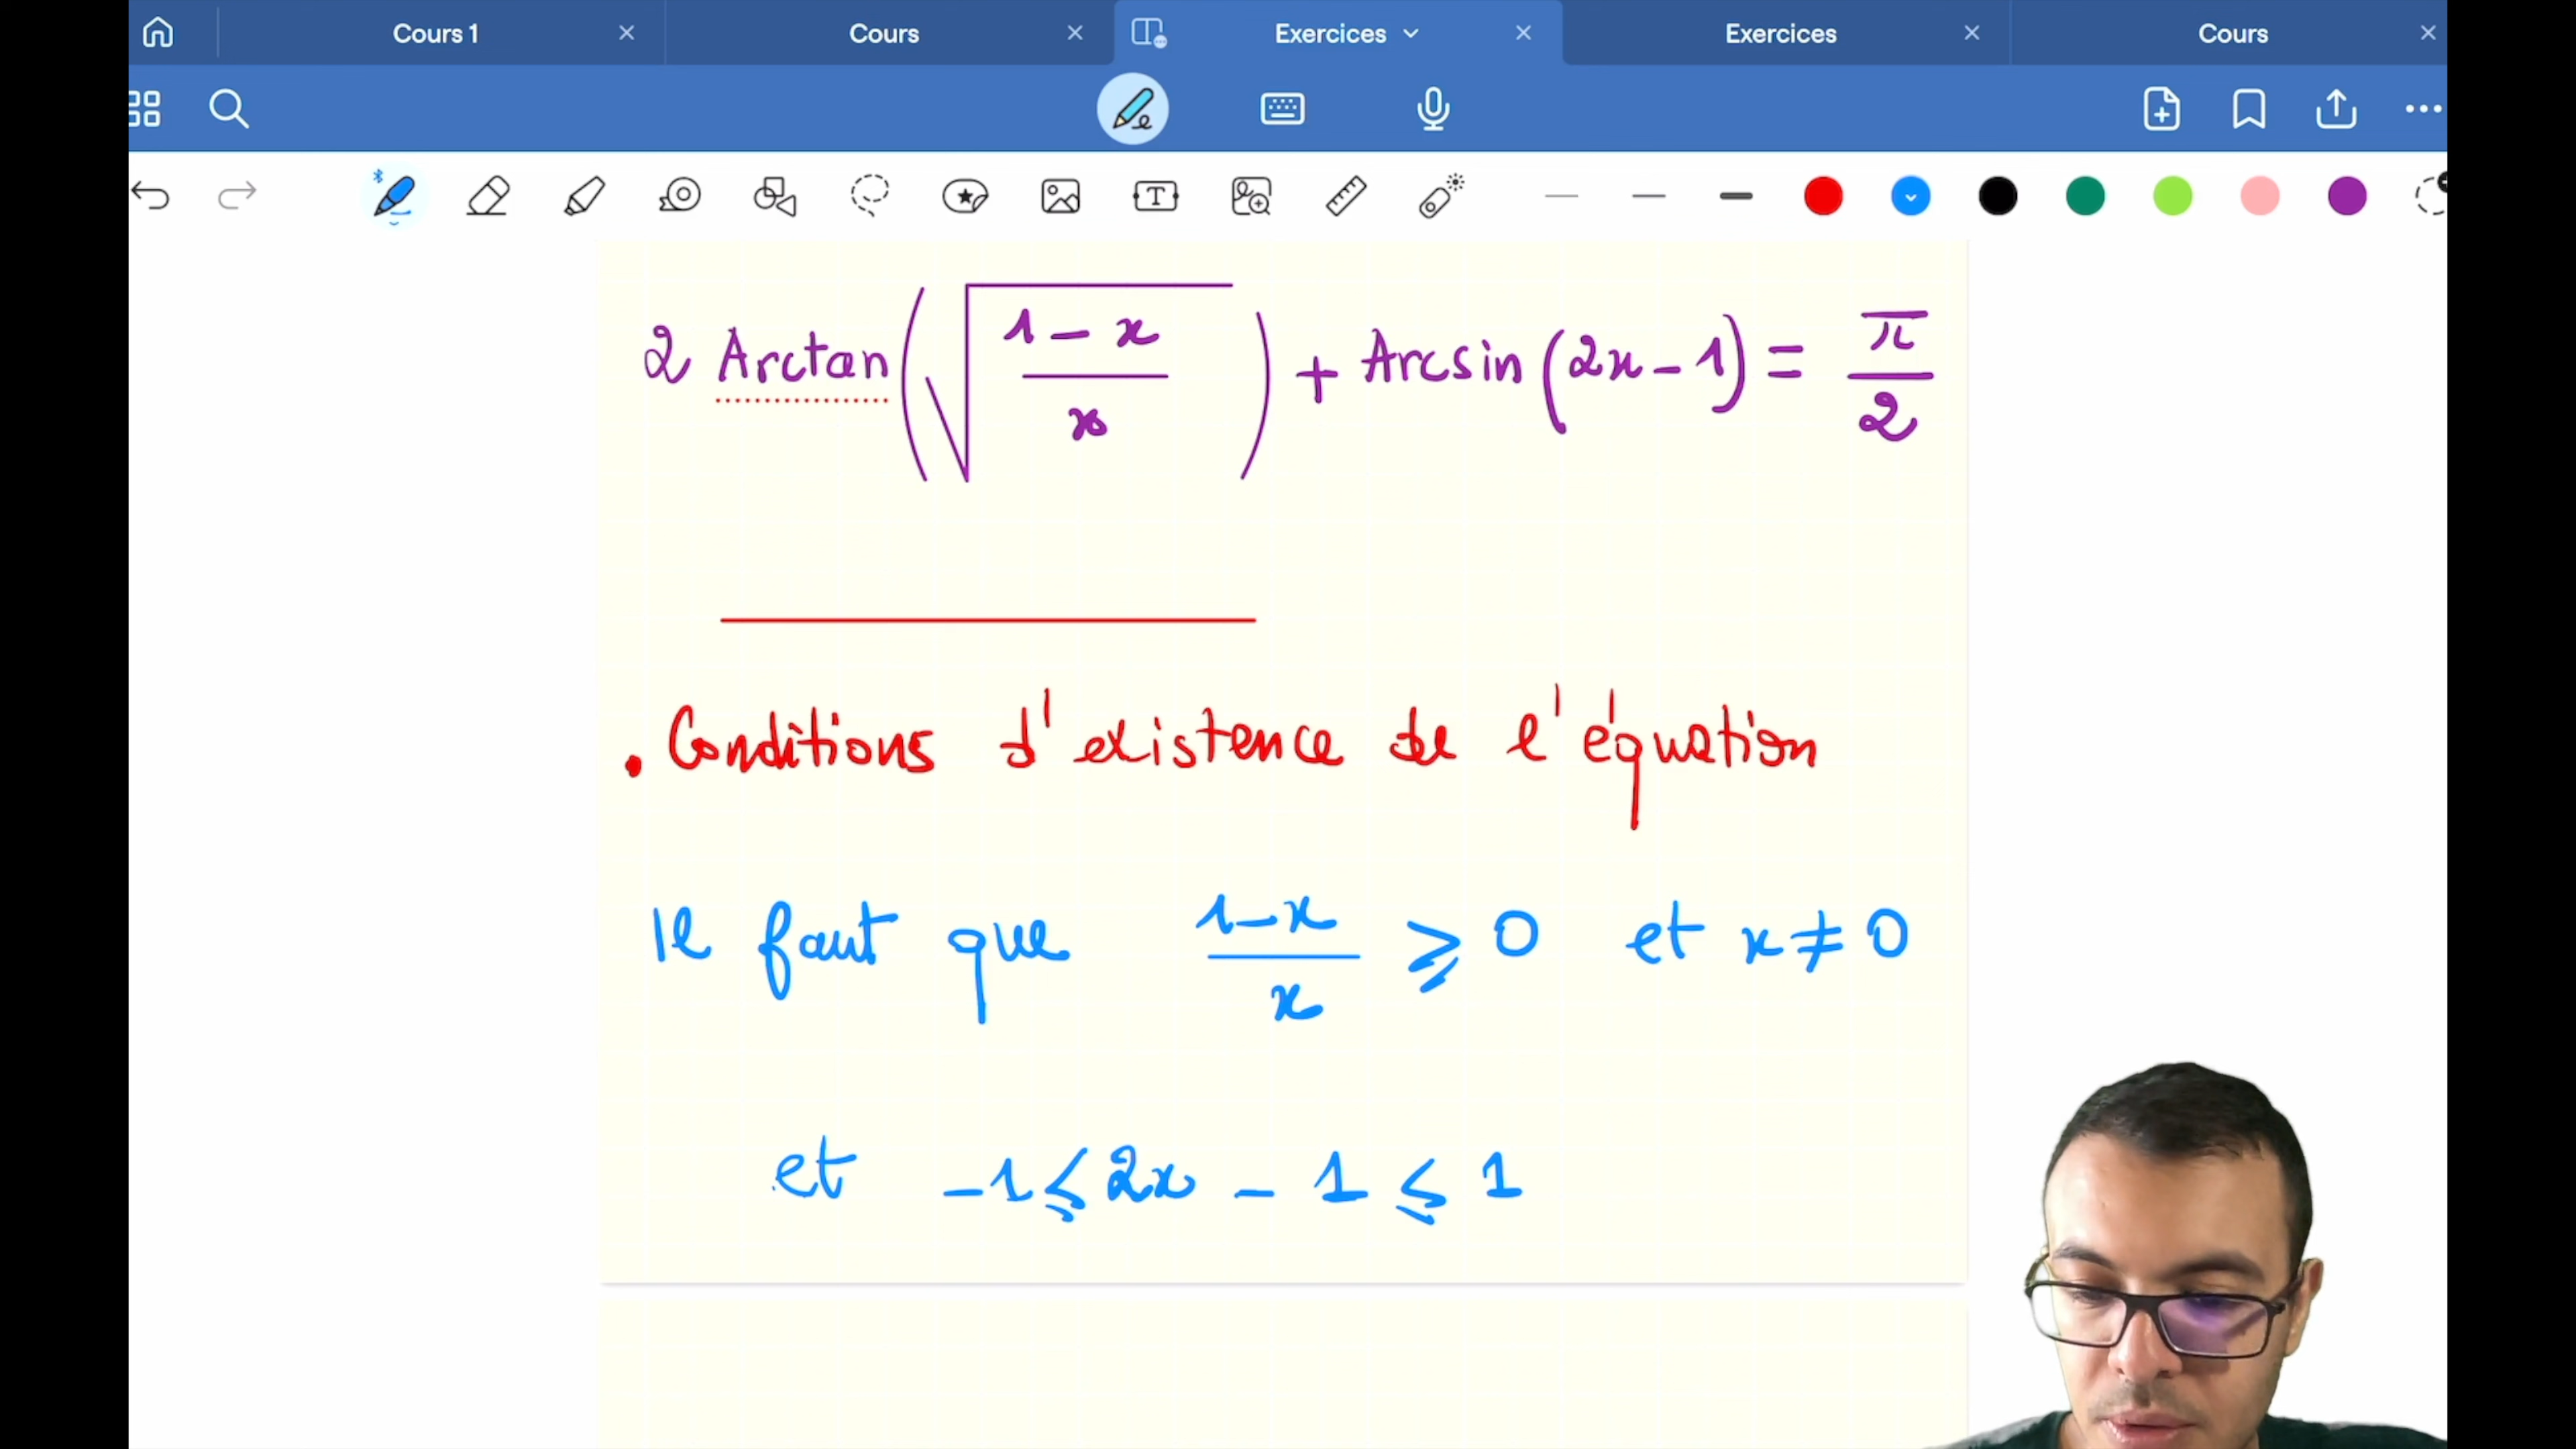 Cours 1 Cours Exercices Exercices Cours
2 Arctan(√((1-x)/x)) + Arcsin(2x-1) = π/2
. Conditions d'existence de l'équation
Il faut que (1-x)/x ⩾ 0 et x ≠ 0
et -1 ⩽ 2x - 1 ⩽ 1